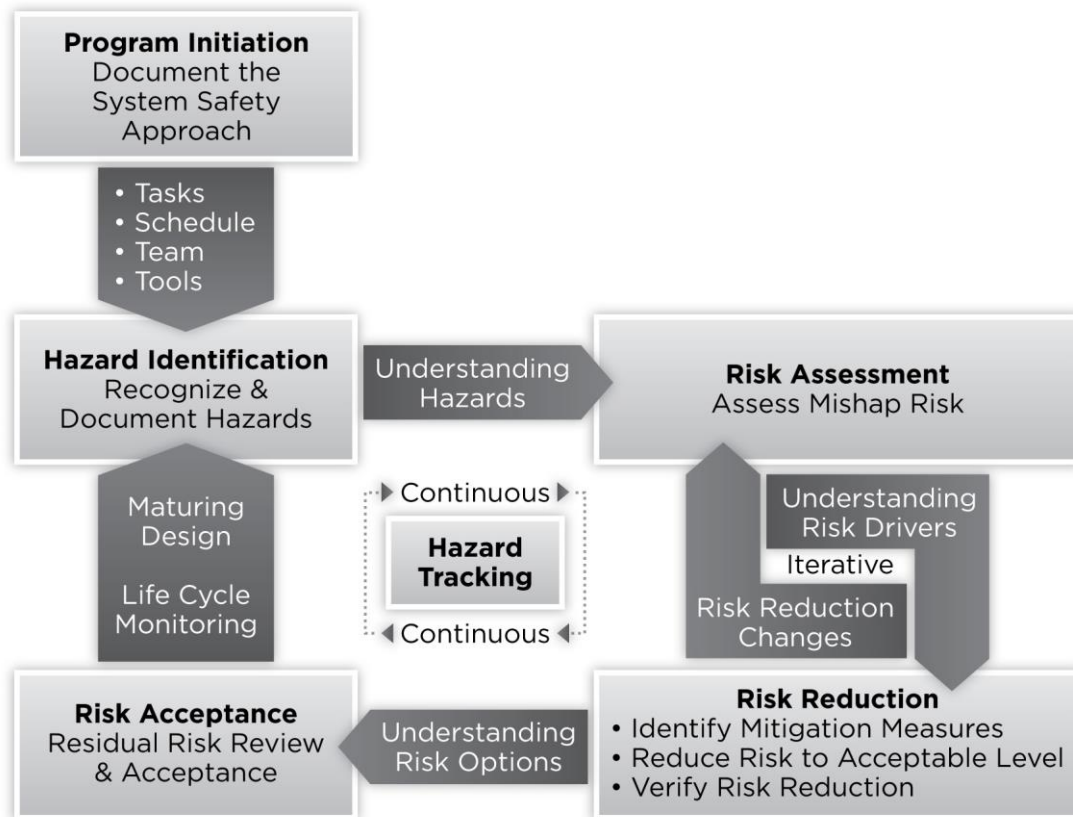 Program Initiation
Document the
System Safety
Approach
• Tasks
• Schedule
• Team
• Tools
Hazard Identification
Recognize &
Document Hazards
Understanding
Hazards
Risk Assessment
Assess Mishap Risk
Maturing
Design
Life Cycle
Monitoring
Continuous
Hazard
Tracking
Continuous
Understanding
Risk Drivers
Iterative
Risk Reduction
Changes
Risk Acceptance
Residual Risk Review
& Acceptance
Understanding
Risk Options
Risk Reduction
• Identify Mitigation Measures
• Reduce Risk to Acceptable Level
• Verify Risk Reduction